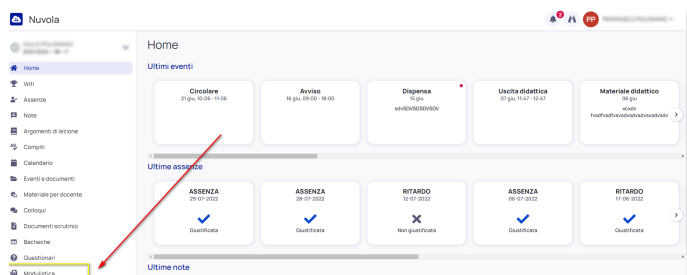 Nuvola
2
PP
Home
Voti
Assenze
Note
Argomenti di lezione
Compiti
Calendario
Eventi e documenti
Materiale per docente
Colloqui
Documenti scrutinio
Bacheche
Questionari
Modulistica
Home
Ultimi eventi
Circolare
21 giu, 10:06 - 11:06
Avviso
16 giu, 09:00 - 18:00
Dispensa
15 giu
sdvSDVSDSDVSDV
Uscita didattica
07 giu, 11:47 - 12:47
Materiale didattico
06 giu
xcxdv
Ultime assenze
ASSENZA
29-07-2022
Giustificata
ASSENZA
28-07-2022
Giustificata
RITARDO
12-07-2022
Non giustificata
ASSENZA
06-07-2022
Giustificata
RITARDO
17-06-2022
Giustificata
Ultime note